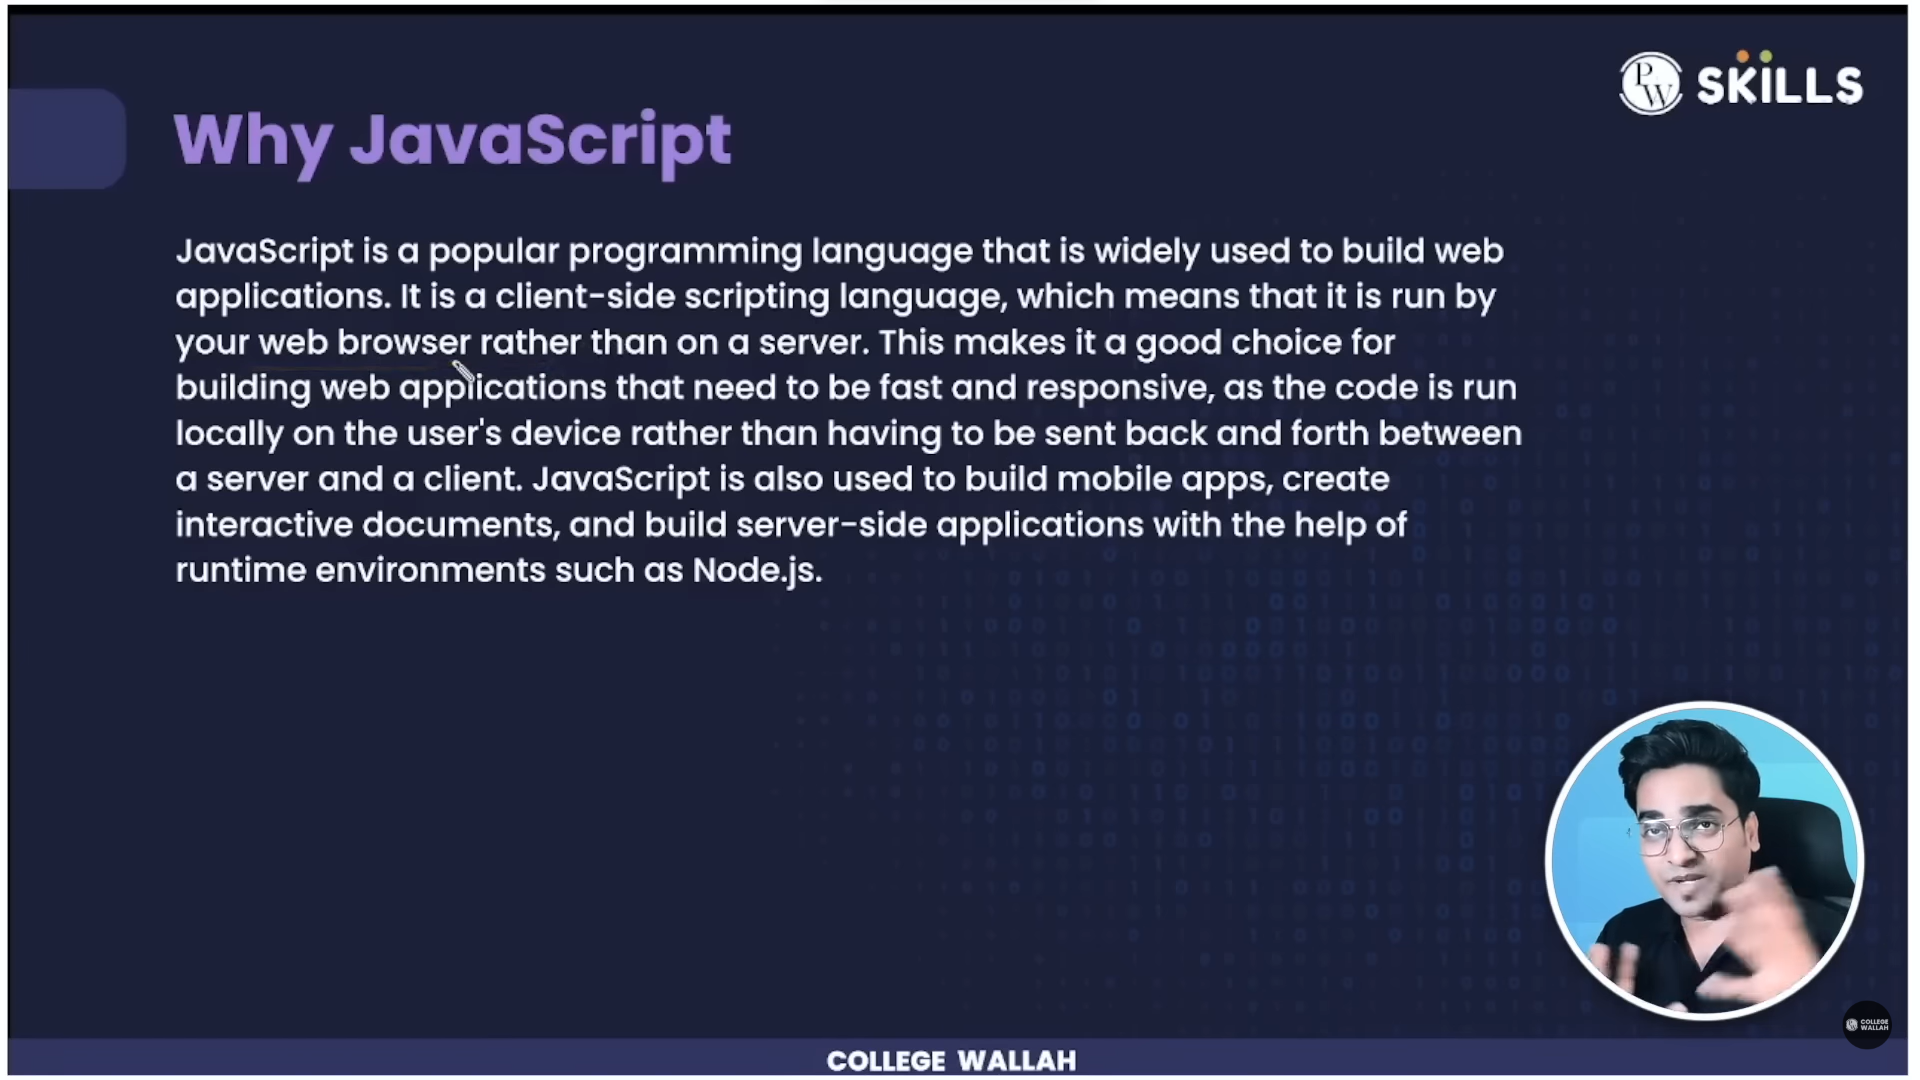 PW SKILLS
Why JavaScript
JavaScript is a popular programming language that is widely used to build web
applications. It is a client-side scripting language, which means that it is run by
your web browser rather than on a server. This makes it a good choice for
building web applications that need to be fast and responsive, as the code is run
locally on the user's device rather than having to be sent back and forth between
a server and a client. JavaScript is also used to build mobile apps, create
interactive documents, and build server-side applications with the help of
runtime environments such as Node.js.
COLLEGE
WALLAH
COLLEGE WALLAH